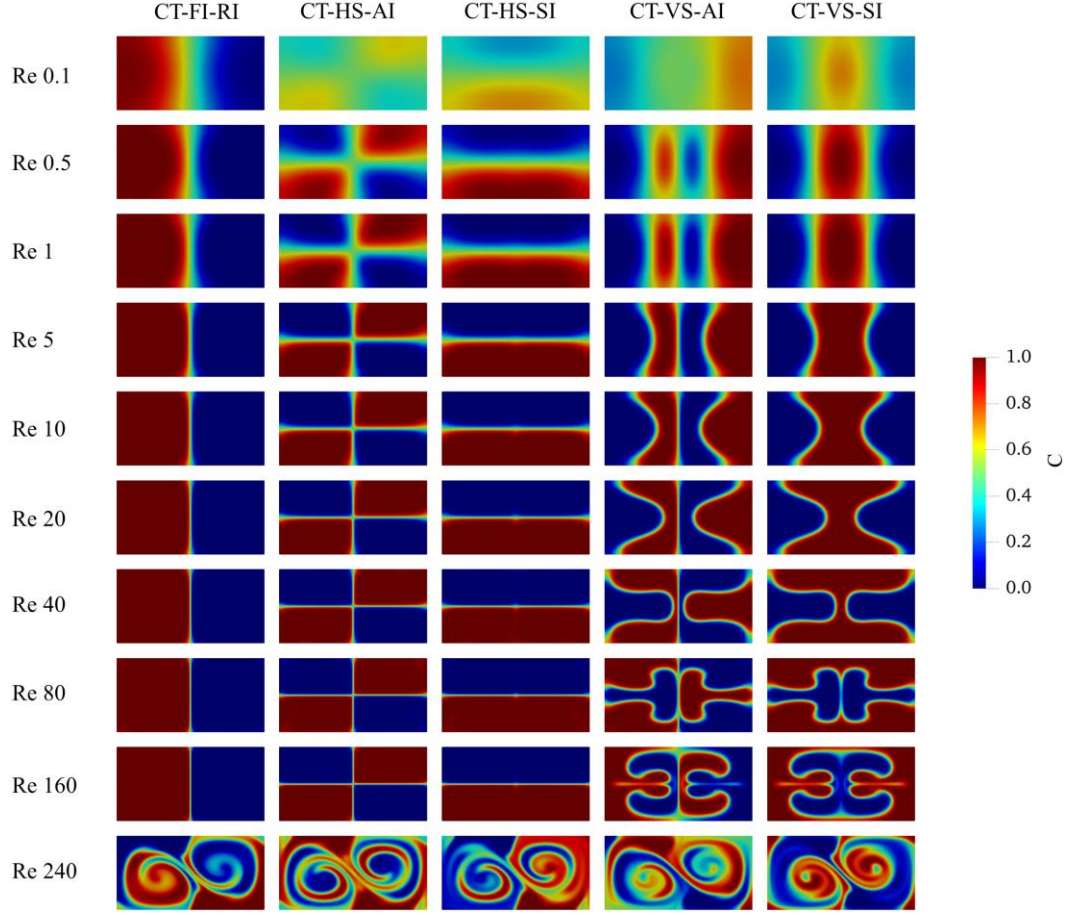 CT-FI-RI CT-HS-AI CT-HS-SI CT-VS-AI CT-VS-SI
Re 0.1
Re 0.5
Re 1
Re 5
Re 10
Re 20
Re 40
Re 80
Re 160
Re 240
1.0
0.8
0.6
0.4
0.2
0.0
C